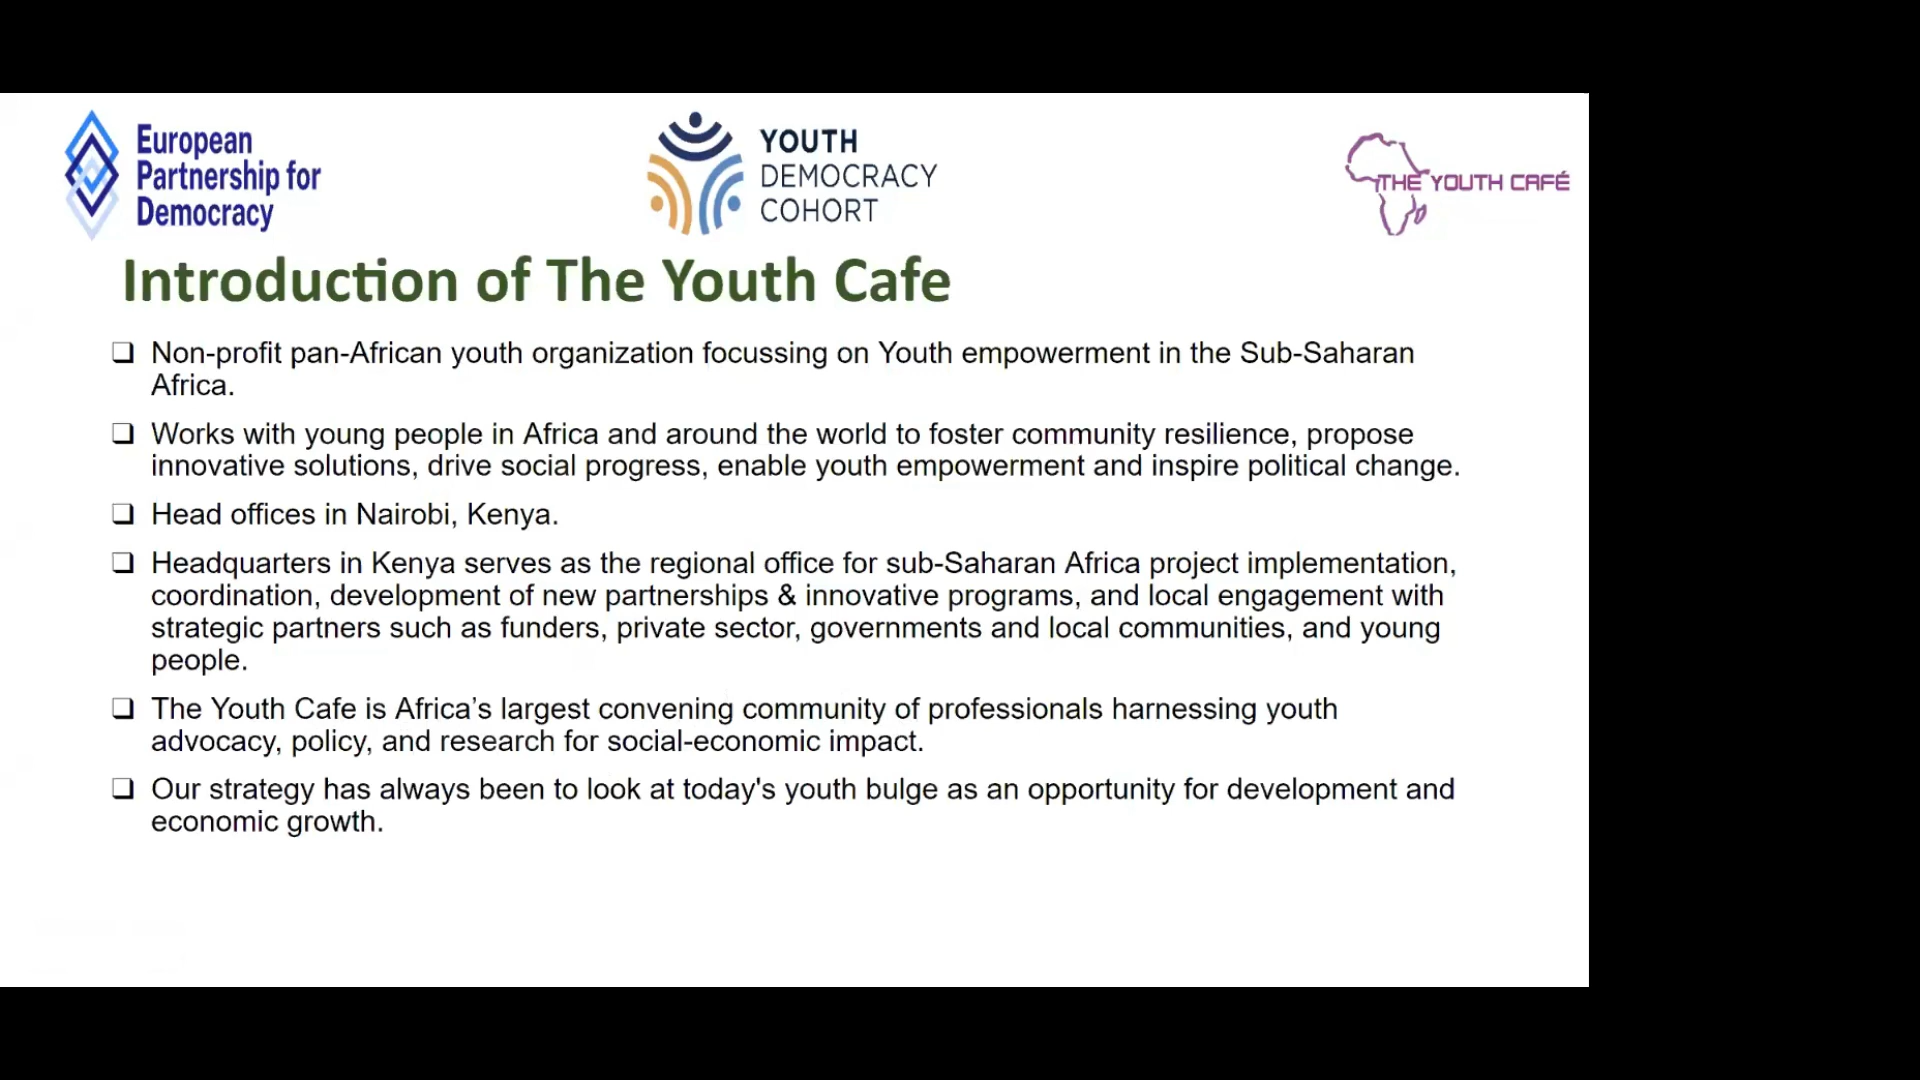 European
Partnership for
Democracy
YOUTH
DEMOCRACY
COHORT
THE YOUTH CAFÉ
Introduction of The Youth Cafe
❑ Non-profit pan-African youth organization focussing on Youth empowerment in the Sub-Saharan
Africa.
❑ Works with young people in Africa and around the world to foster community resilience, propose
innovative solutions, drive social progress, enable youth empowerment and inspire political change.
❑ Head offices in Nairobi, Kenya.
❑ Headquarters in Kenya serves as the regional office for sub-Saharan Africa project implementation,
coordination, development of new partnerships & innovative programs, and local engagement with
strategic partners such as funders, private sector, governments and local communities, and young
people.
❑ The Youth Cafe is Africa’s largest convening community of professionals harnessing youth
advocacy, policy, and research for social-economic impact.
❑ Our strategy has always been to look at today's youth bulge as an opportunity for development and
economic growth.